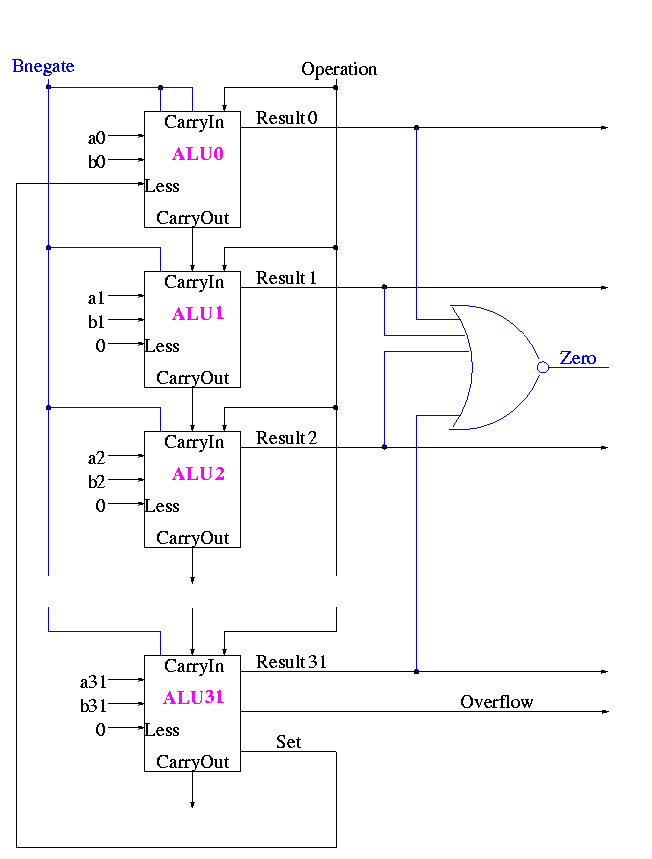 Bnegate
Operation
CarryIn
Result 0
a0
ALU0
b0
Less
CarryOut
CarryIn
Result 1
a1
ALU1
b1
0
Less
Zero
CarryOut
CarryIn
Result 2
a2
ALU2
b2
0
Less
CarryOut
CarryIn
Result 31
a31
ALU31
b31
Overflow
0
Less
Set
CarryOut